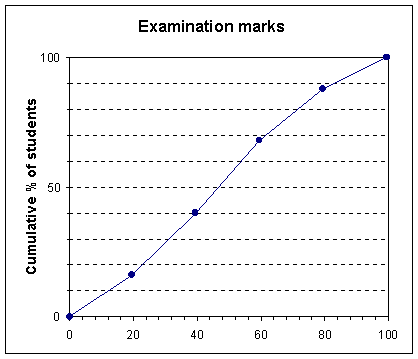 Examination marks
Cumulative % of students
100
50
0
0 20 40 60 80 100